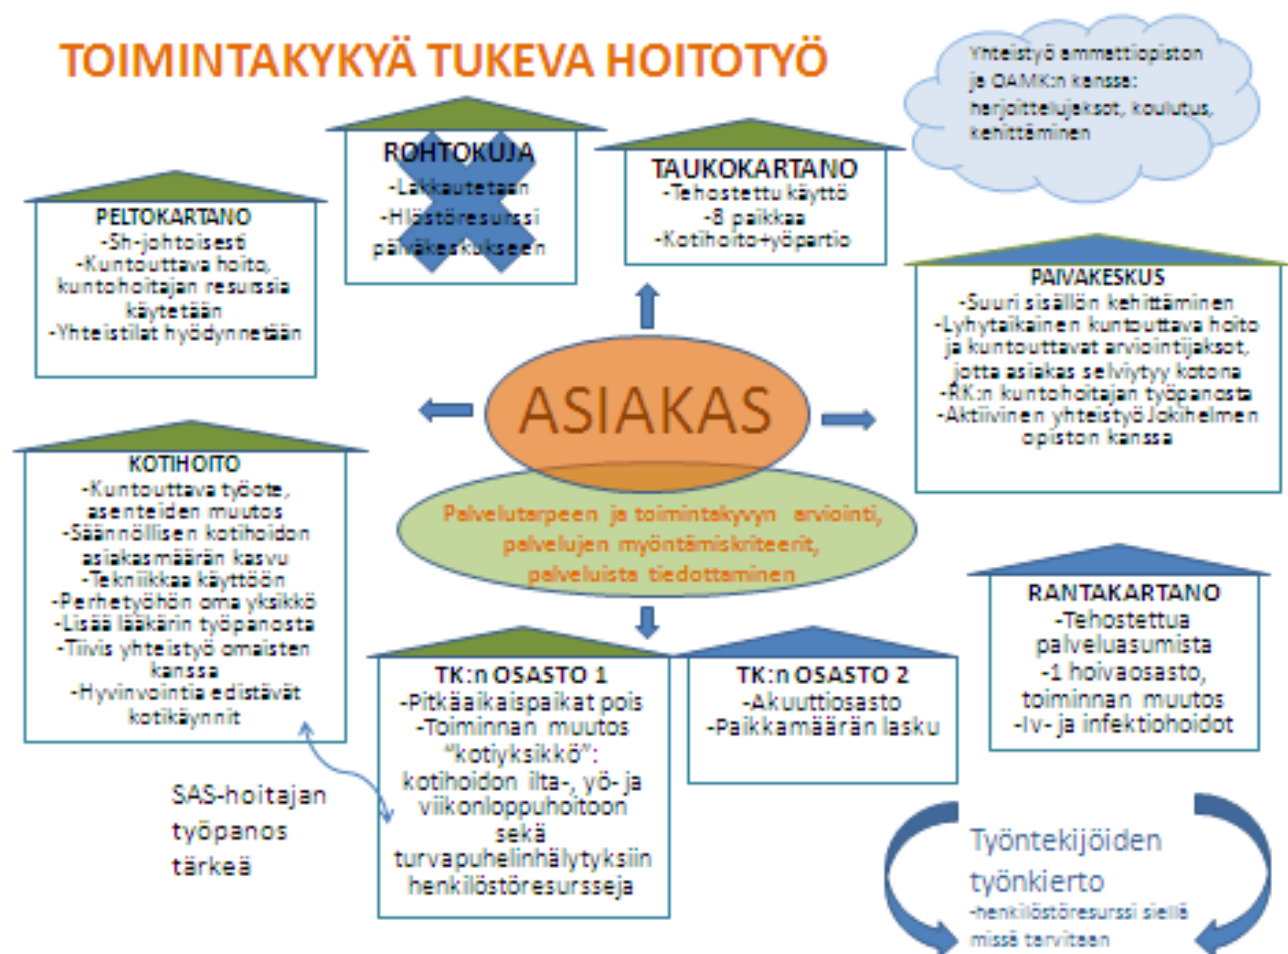 TOIMINTAKYKYÄ TUKEVA HOITOTYÖ
Yhteistyö ammattiopiston
ja OAMK:n kanssa:
harjoittelujaksot, koulutus,
kehittäminen
ROHTOKUJA
-Lakkautetaan
-Hlöstöresurssi
päiväkeskukseen
TAUKOKARTANO
-Tehostettu käyttö
-8 paikkaa
-Kotihoito+yöpartio
PELTOKARTANO
-Sh-johtoisesti
-Kuntouttava hoito,
kuntohoitajan resurssia
käytetään
-Yhteistilat hyödynnetään
PAIVAKESKUS
-Suuri sisällön kehittäminen
-Lyhytaikainen kuntouttava hoito
ja kuntouttavat arviointijaksot,
jotta asiakas selviytyy kotona
-RK:n kuntohoitajan työpanosta
-Aktiivinen yhteistyö Jokihelmen
opiston kanssa
ASIAKAS
Palvelutarpeen ja toimintakyvyn arviointi,
palvelujen myöntämiskriteerit,
palveluista tiedottaminen
KOTIHOITO
-Kuntouttava työote,
asenteiden muutos
-Säännöllisen kotihoidon
asiakasmäärän kasvu
-Tekniikkaa käyttöön
-Perhetyöhön oma yksikkö
-Lisää lääkärin työpanosta
-Tiivis yhteistyö omaisten
kanssa
-Hyvinvointia edistävät
kotikäynnit
RANTAKARTANO
-Tehostettua
palveluasumista
-1 hoivaosasto,
toiminnan muutos
-Iv- ja infektiohoidot
TK:n OSASTO 1
-Pitkäaikaispaikat pois
-Toiminnan muutos
"kotiyksikkö":
kotihoidon ilta-, yö- ja
viikonloppuhoitoon
sekä
turvapuhelinhälytyksiin
henkilöstöresursseja
TK:n OSASTO 2
-Akuuttiosasto
-Paikkamäärän lasku
SAS-hoitajan
työpanos
tärkeä
Työntekijöiden
työnkierto
-henkilöstöresurssi siellä
missä tarvitaan